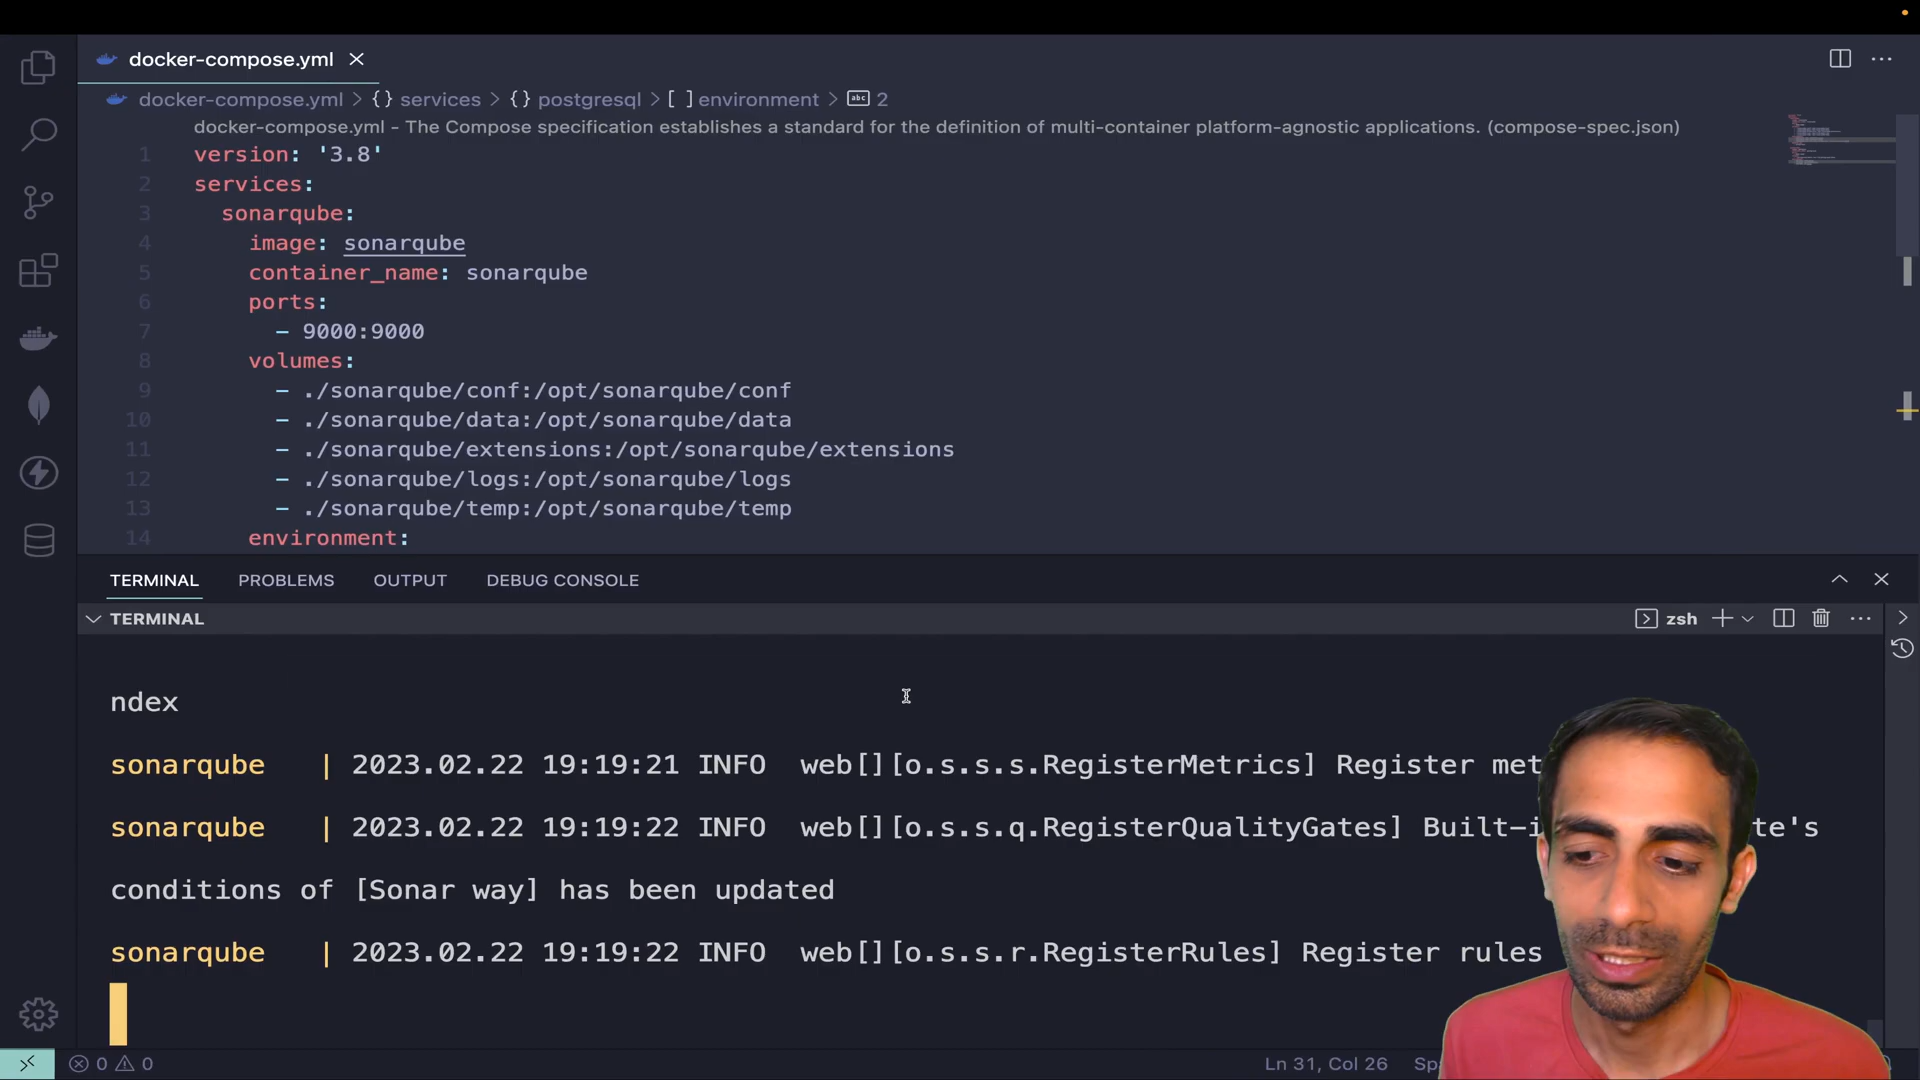 docker-compose.yml
docker-compose.yml > {} services > {} postgresql > [ ] environment > abc 2
docker-compose.yml - The Compose specification establishes a standard for the definition of multi-container platform-agnostic applications. (compose-spec.json)
1 version: '3.8'
2 services:
3 sonarqube:
4 image: sonarqube
5 container_name: sonarqube
6 ports:
7 - 9000:9000
8 volumes:
9 - ./sonarqube/conf:/opt/sonarqube/conf
10 - ./sonarqube/data:/opt/sonarqube/data
11 - ./sonarqube/extensions:/opt/sonarqube/extensions
12 - ./sonarqube/logs:/opt/sonarqube/logs
13 - ./sonarqube/temp:/opt/sonarqube/temp
14 environment:
TERMINAL PROBLEMS OUTPUT DEBUG CONSOLE
TERMINAL zsh
ndex
sonarqube | 2023.02.22 19:19:21 INFO web[][o.s.s.s.RegisterMetrics] Register met
sonarqube | 2023.02.22 19:19:22 INFO web[][o.s.s.q.RegisterQualityGates] Built-i te's
conditions of [Sonar way] has been updated
sonarqube | 2023.02.22 19:19:22 INFO web[][o.s.s.r.RegisterRules] Register rules
0 0 Ln 31, Col 26 Sp